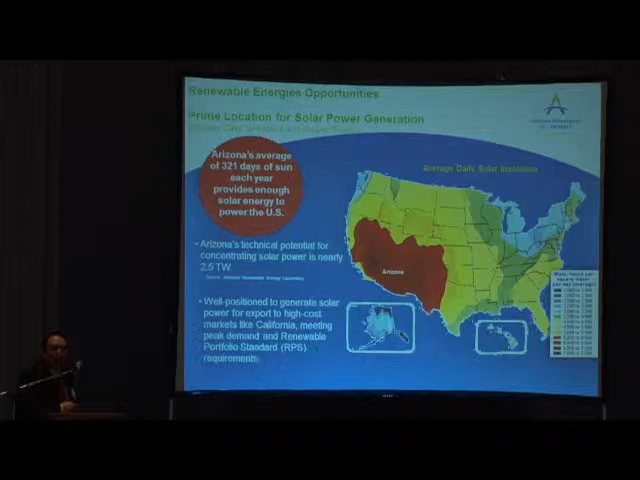 Renewable Energies Opportunities
Prime Location for Solar Power Generation
Arizona's average
of 321 days of sun
each year
provides enough
solar energy to
power the U.S.
Average Daily Solar Insolation
- Arizona's technical potential for
concentrating solar power is nearly
2.5 TW.
Arizona
- Well-positioned to generate solar
power for export to high-cost
markets like California, meeting
peak demand and Renewable
Portfolio Standard (RPS)
requirements.